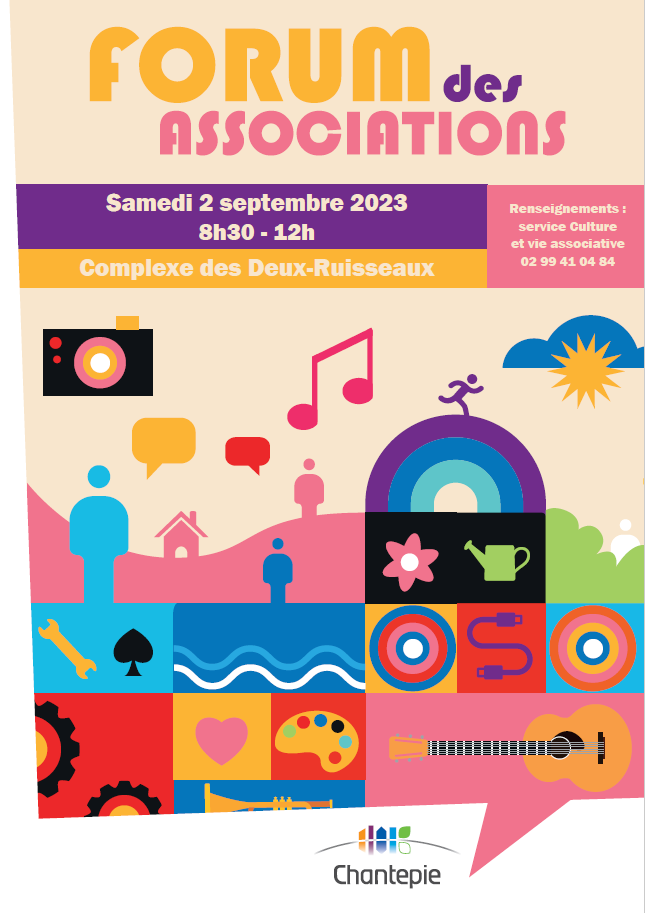 FORUM des
ASSOCIATIONS
Samedi 2 septembre 2023
8h30 - 12h
Complexe des Deux-Ruisseaux
Renseignements :
service Culture
et vie associative
02 99 41 04 84
Chantepie